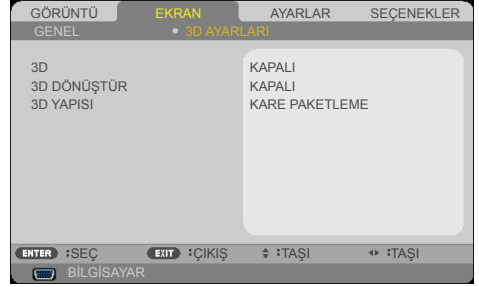 GÖRÜNTÜ EKRAN AYARLAR SEÇENEKLER
GENEL • 3D AYARLARI
3D KAPALI
3D DÖNÜŞTÜR KAPALI
3D YAPISI KARE PAKETLEME
ENTER :SEÇ EXIT :ÇIKIŞ :TAŞI :TAŞI
BİLGİSAYAR